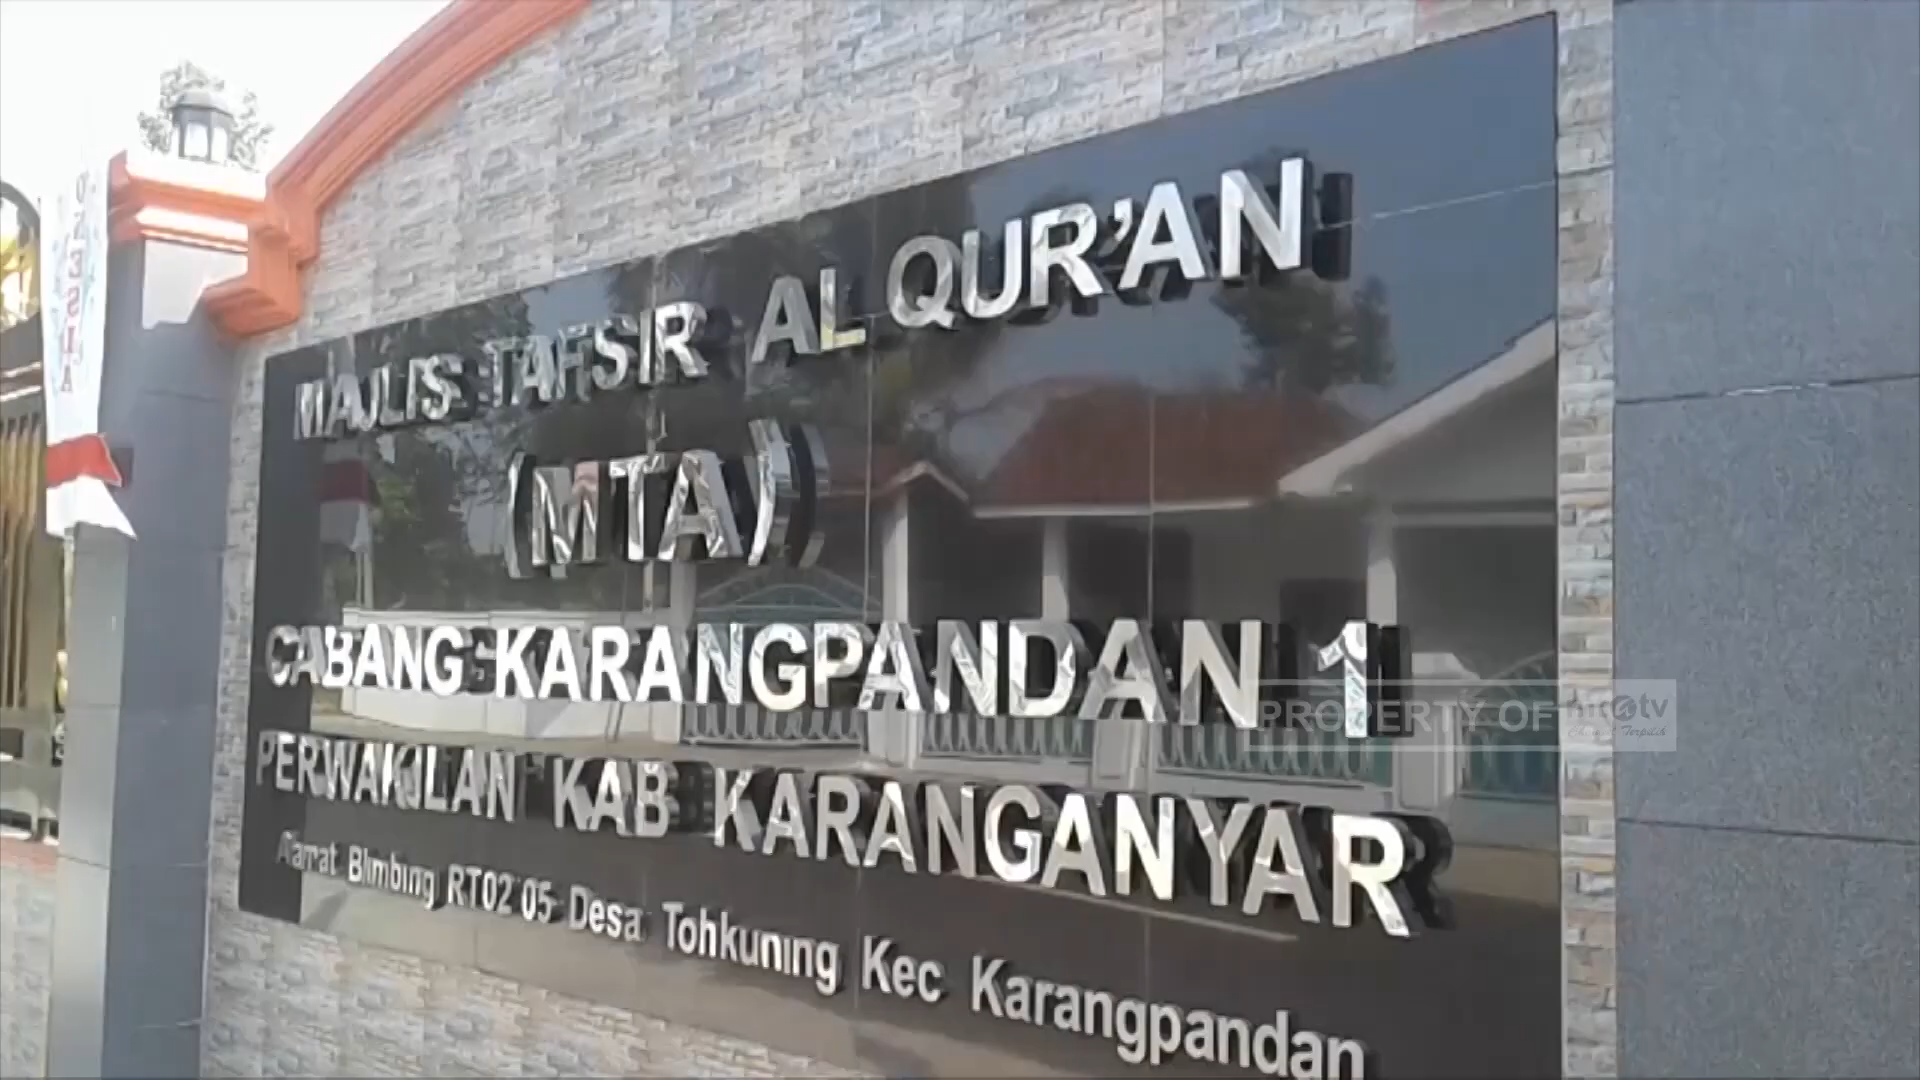 MAJLIS TAFSIR AL QUR'AN
(MTA)
CABANG KARANGPANDAN 1
PERWAKILAN KAB KARANGANYAR
Alamat Blimbing RT02 05 Desa Tohkuning Kec Karangpandan
PROPERTY OF